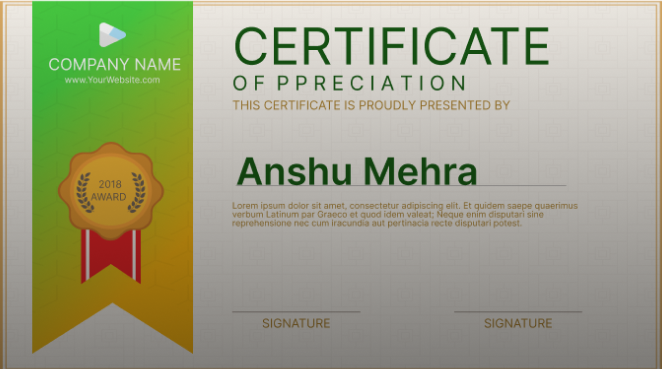 COMPANY NAME
www.YourWebsite.com
2018
AWARD
CERTIFICATE
OF PPRECIATION
THIS CERTIFICATE IS PROUDLY PRESENTED BY
Anshu Mehra
Lorem ipsum dolor sit amet, consectetur adipiscing elit. Et quidem saepe quaerimus
verbum Latinum par Graeco et quod idem valeat; Neque enim disputari sine
reprehensione nec cum iracundia aut pertinacia recte disputari potest.
SIGNATURE
SIGNATURE